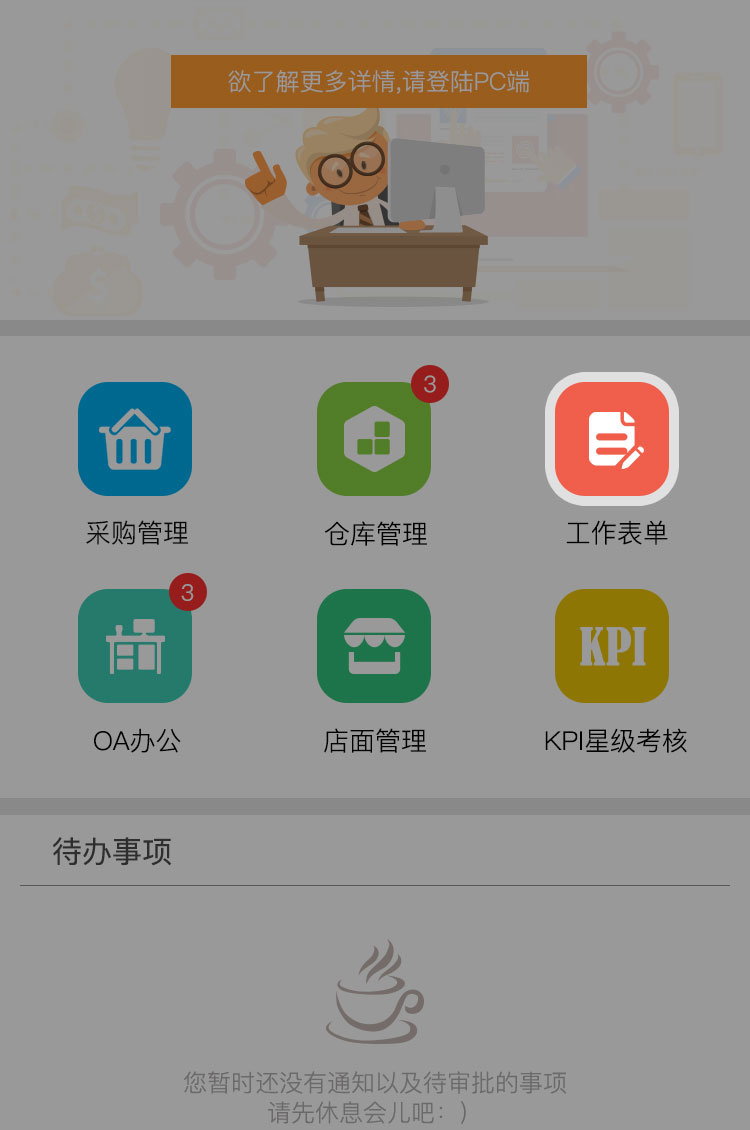 欲了解更多详情,请登陆PC端
3
采购管理
仓库管理
工作表单
3
KPI
OA办公
店面管理
KPI星级考核
待办事项
您暂时还没有通知以及待审批的事项
请先休息会儿吧：)